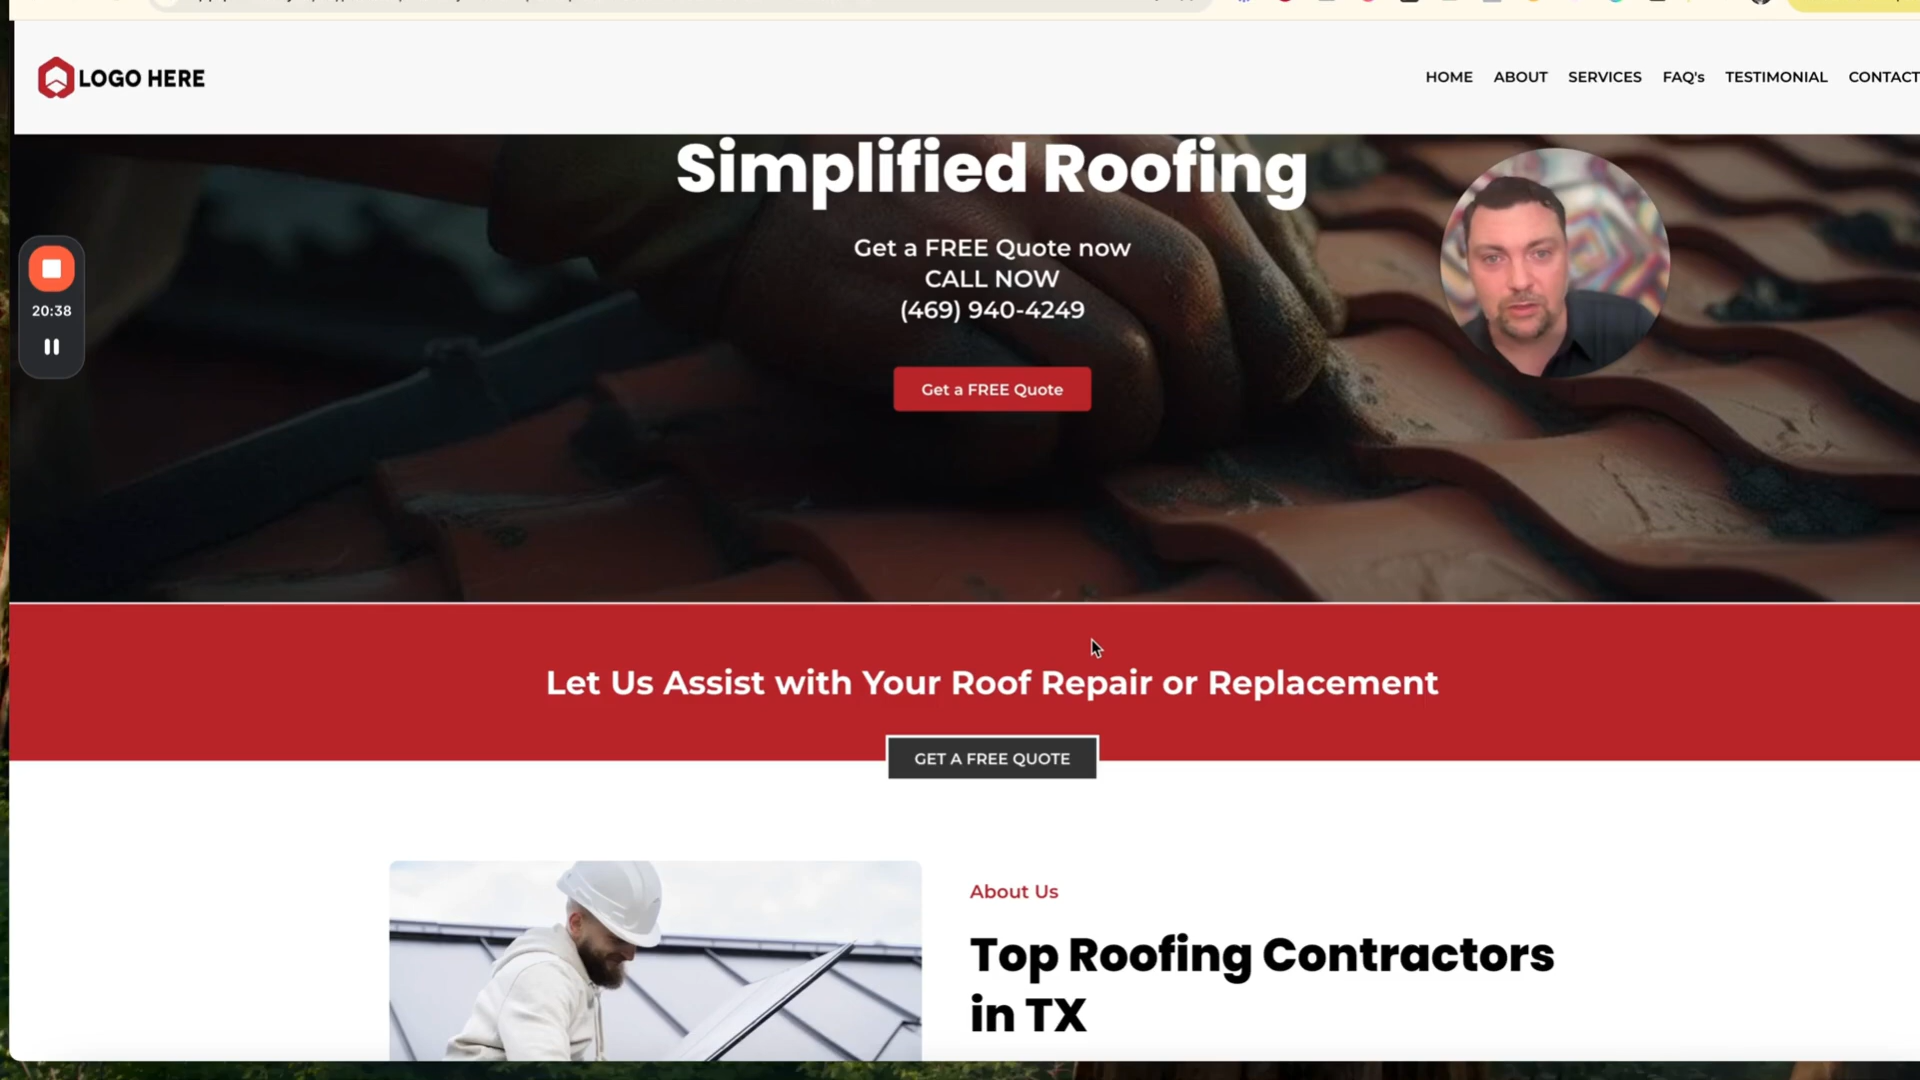 LOGO HERE
HOME ABOUT SERVICES FAQ's TESTIMONIAL CONTACT
Simplified Roofing
Get a FREE Quote now
CALL NOW
(469) 940-4249
20:38
Get a FREE Quote
Let Us Assist with Your Roof Repair or Replacement
GET A FREE QUOTE
About Us
Top Roofing Contractors
in TX